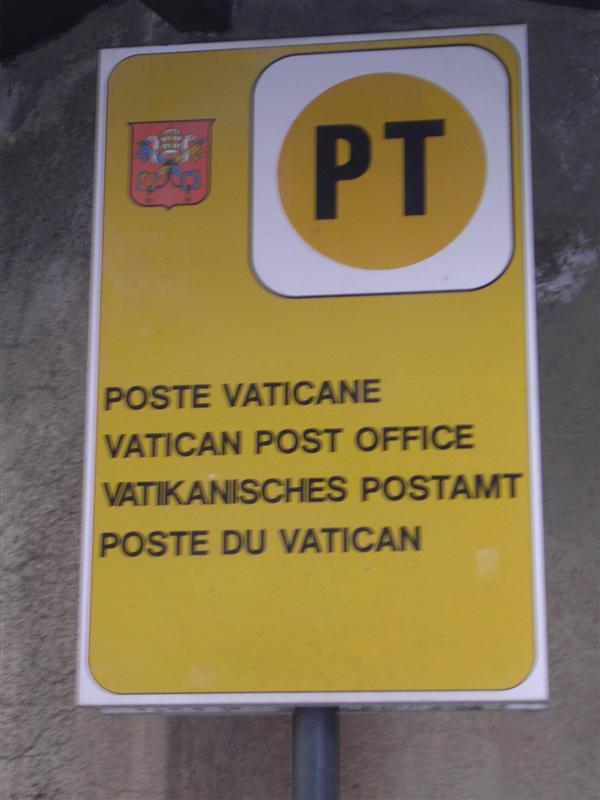 PT
POSTE VATICANE
VATICAN POST OFFICE
VATIKANISCHES POSTAMT
POSTE DU VATICAN